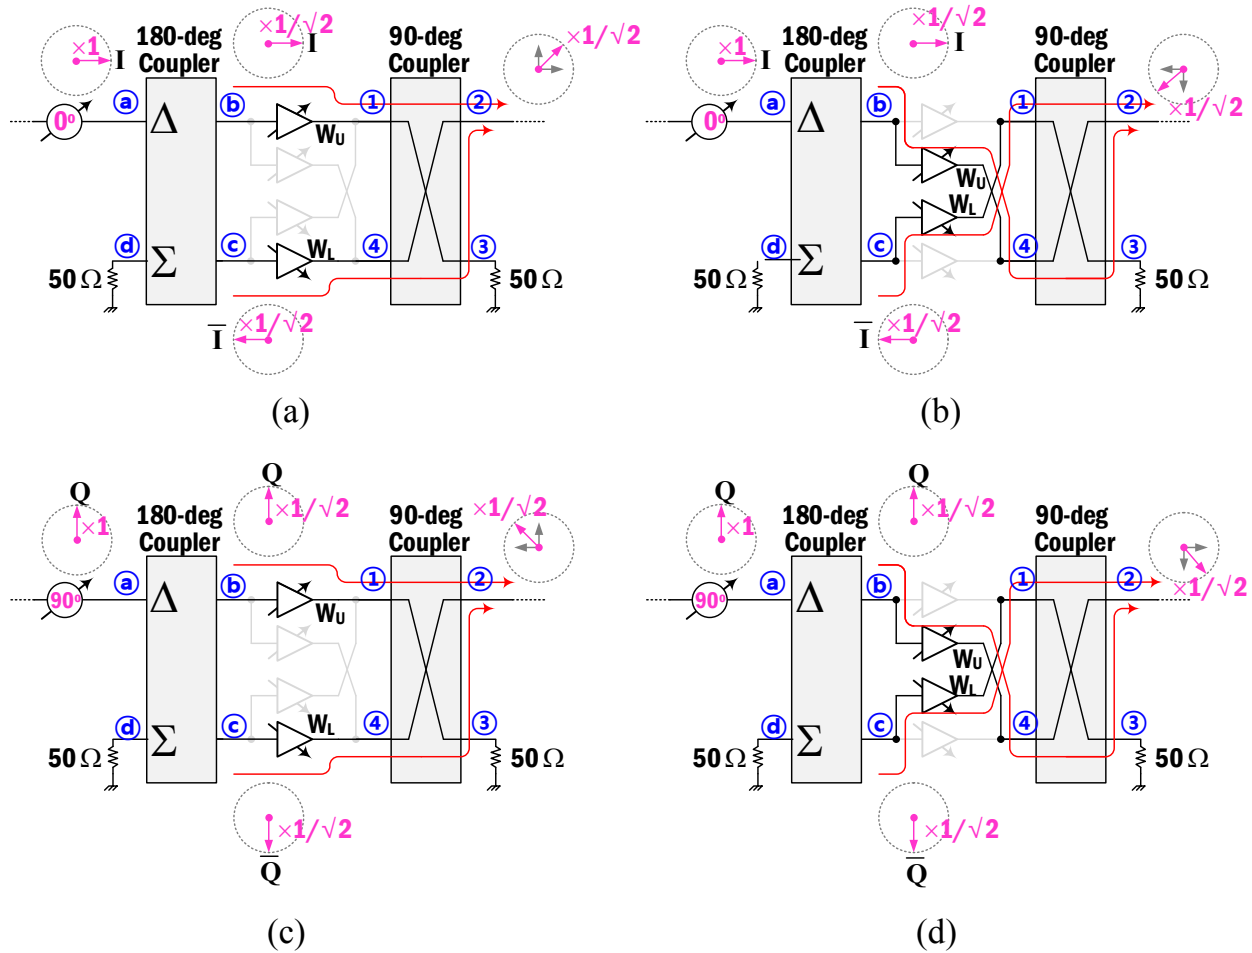 ×1
I
180-deg
Coupler
×1/√2
I
90-deg
Coupler
×1/√2
0º
a
Δ
b
W_U
1
2
d
Σ
c
W_L
4
3
50 Ω
50 Ω
I̅
×1/√2
(a)
×1
I
180-deg
Coupler
×1/√2
I
90-deg
Coupler
×1/√2
0º
a
Δ
b
W_U
1
2
d
Σ
c
W_L
4
3
50 Ω
50 Ω
I̅
×1/√2
(b)
Q
×1
180-deg
Coupler
Q
×1/√2
90-deg
Coupler
×1/√2
90º
a
Δ
b
W_U
1
2
d
Σ
c
W_L
4
3
50 Ω
50 Ω
×1/√2
Q̅
(c)
Q
×1
180-deg
Coupler
Q
×1/√2
90-deg
Coupler
×1/√2
90º
a
Δ
b
W_U
1
2
d
Σ
c
W_L
4
3
50 Ω
50 Ω
×1/√2
Q̅
(d)